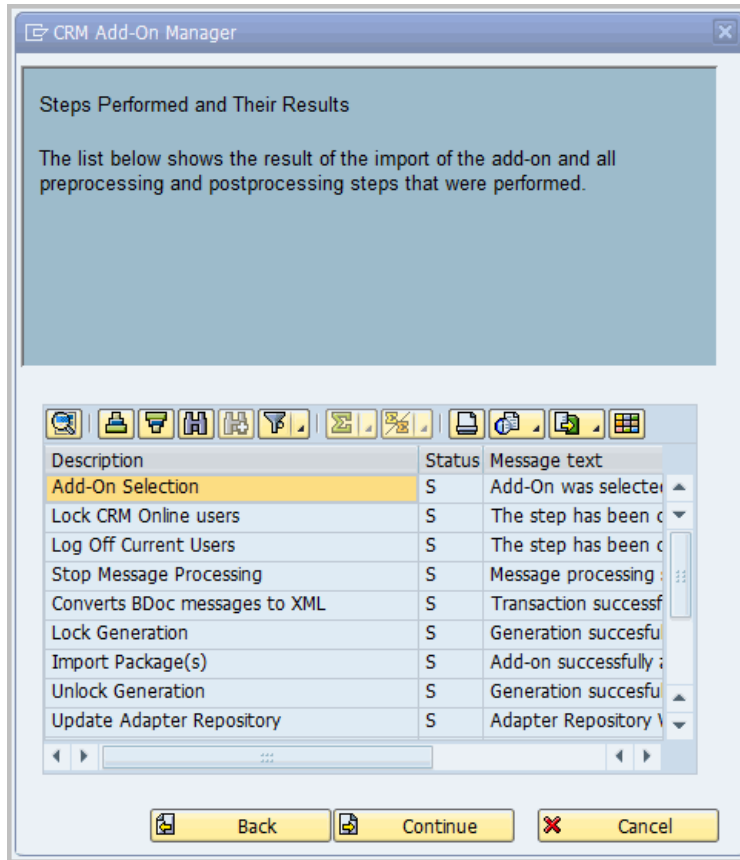 CRM Add-On Manager
Steps Performed and Their Results
The list below shows the result of the import of the add-on and all
preprocessing and postprocessing steps that were performed.
Description Status Message text
Add-On Selection S Add-On was selected
Lock CRM Online users S The step has been
Log Off Current Users S The step has been
Stop Message Processing S Message processing
Converts BDoc messages to XML S Transaction successf
Lock Generation S Generation succesfu
Import Package(s) S Add-on successfully
Unlock Generation S Generation succesfu
Update Adapter Repository S Adapter Repository
Back Continue Cancel